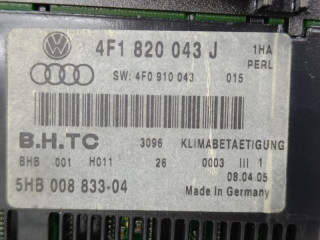 4F1 820 043 J 1HA
PERL
SW: 4F0 910 043 015
B.H.TC 3096 KLIMABETAETIGUNG
BHB 001 H011 26 0003 III 1
08.04.05
5HB 008 833-04 Made in Germany